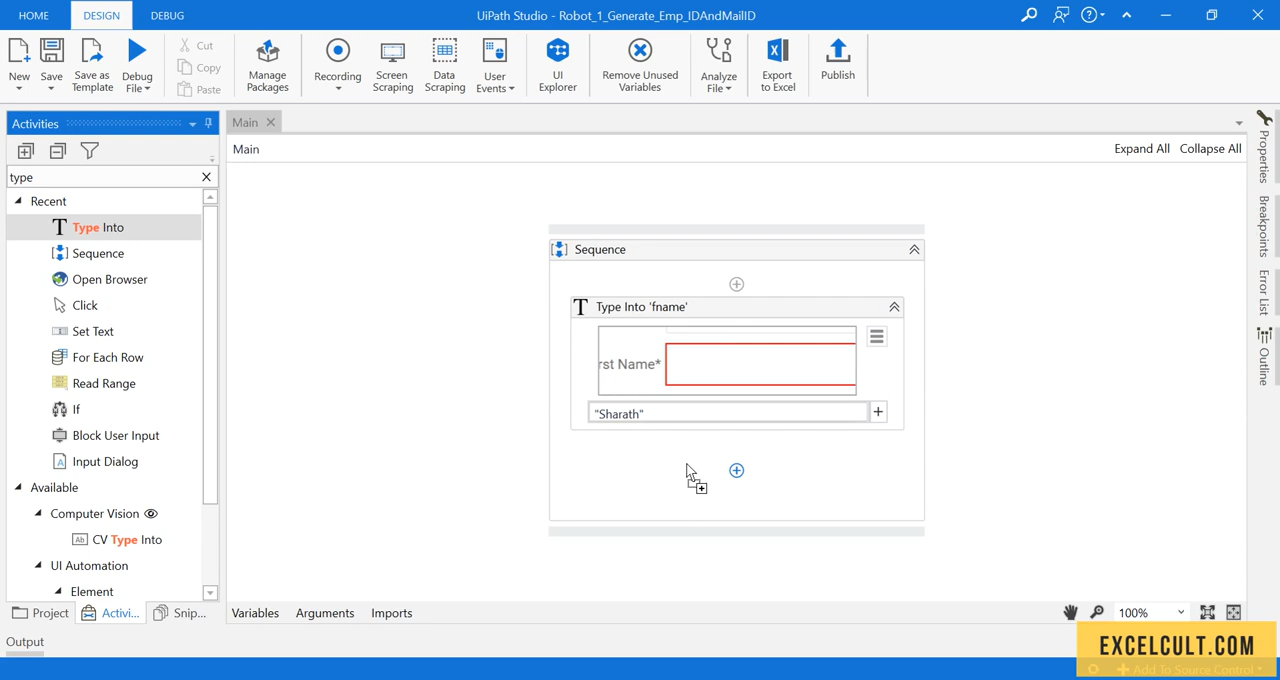 HOME DESIGN DEBUG
UiPath Studio - Robot_1_Generate_Emp_IDAndMailID
New
Save
Save as
Template
Debug
File
Cut
Copy
Paste
Manage
Packages
Recording
Screen
Scraping
Data
Scraping
User
Events
UI
Explorer
Remove Unused
Variables
Analyze
File
Export
to Excel
Publish
Activities
type
Recent
Type Into
Sequence
Open Browser
Click
Set Text
For Each Row
Read Range
If
Block User Input
Input Dialog
Available
Computer Vision
CV Type Into
UI Automation
Element
Project
Activi...
Snip...
Output
Main
Main
Expand All Collapse All
Sequence
Type Into 'fname'
rst Name*
"Sharath"
Variables Arguments Imports
100%
Properties
Breakpoints
Error List
Outline
EXCELCULT.COM
Add To Source Control